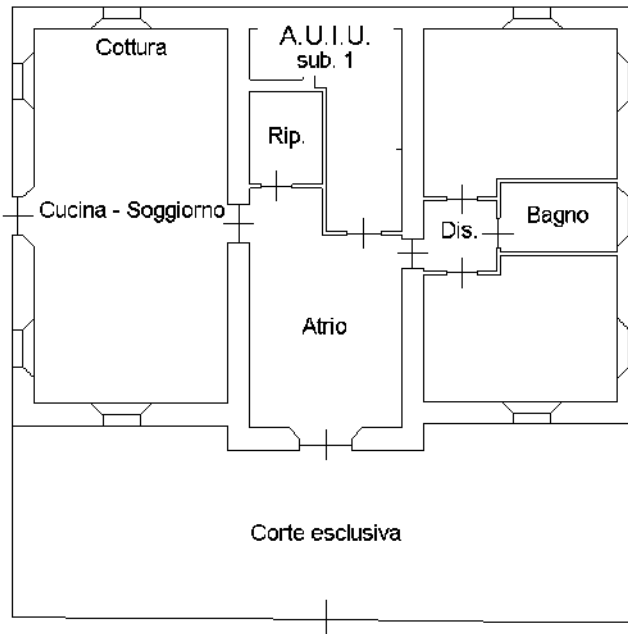 Cottura
A.U.I.U.
sub. 1
Rip.
Cucina - Soggiorno
Dis.
Bagno
Atrio
Corte esclusiva